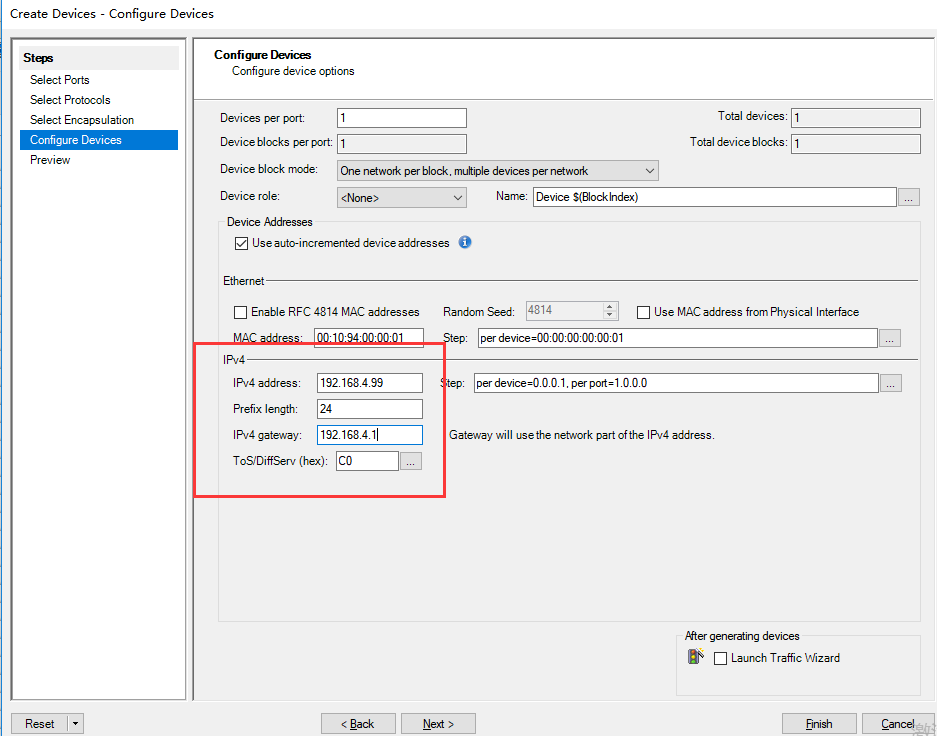 Create Devices - Configure Devices
Steps
Select Ports
Select Protocols
Select Encapsulation
Configure Devices
Preview
Configure Devices
Configure device options
Devices per port: 1 Total devices: 1
Device blocks per port: 1 Total device blocks: 1
Device block mode: One network per block, multiple devices per network
Device role: <None> Name: Device $(BlockIndex) ...
Device Addresses
Use auto-incremented device addresses
Ethernet
Enable RFC 4814 MAC addresses Random Seed: 4814 Use MAC address from Physical Interface
MAC address: 00:10:94:00:00:01 Step: per device=00:00:00:00:00:01 ...
IPv4
IPv4 address: 192.168.4.99 Step: per device=0.0.0.1, per port=1.0.0.0 ...
Prefix length: 24
IPv4 gateway: 192.168.4.1 Gateway will use the network part of the IPv4 address.
ToS/DiffServ (hex): C0 ...
After generating devices
Launch Traffic Wizard
Reset < Back Next > Finish Cancel